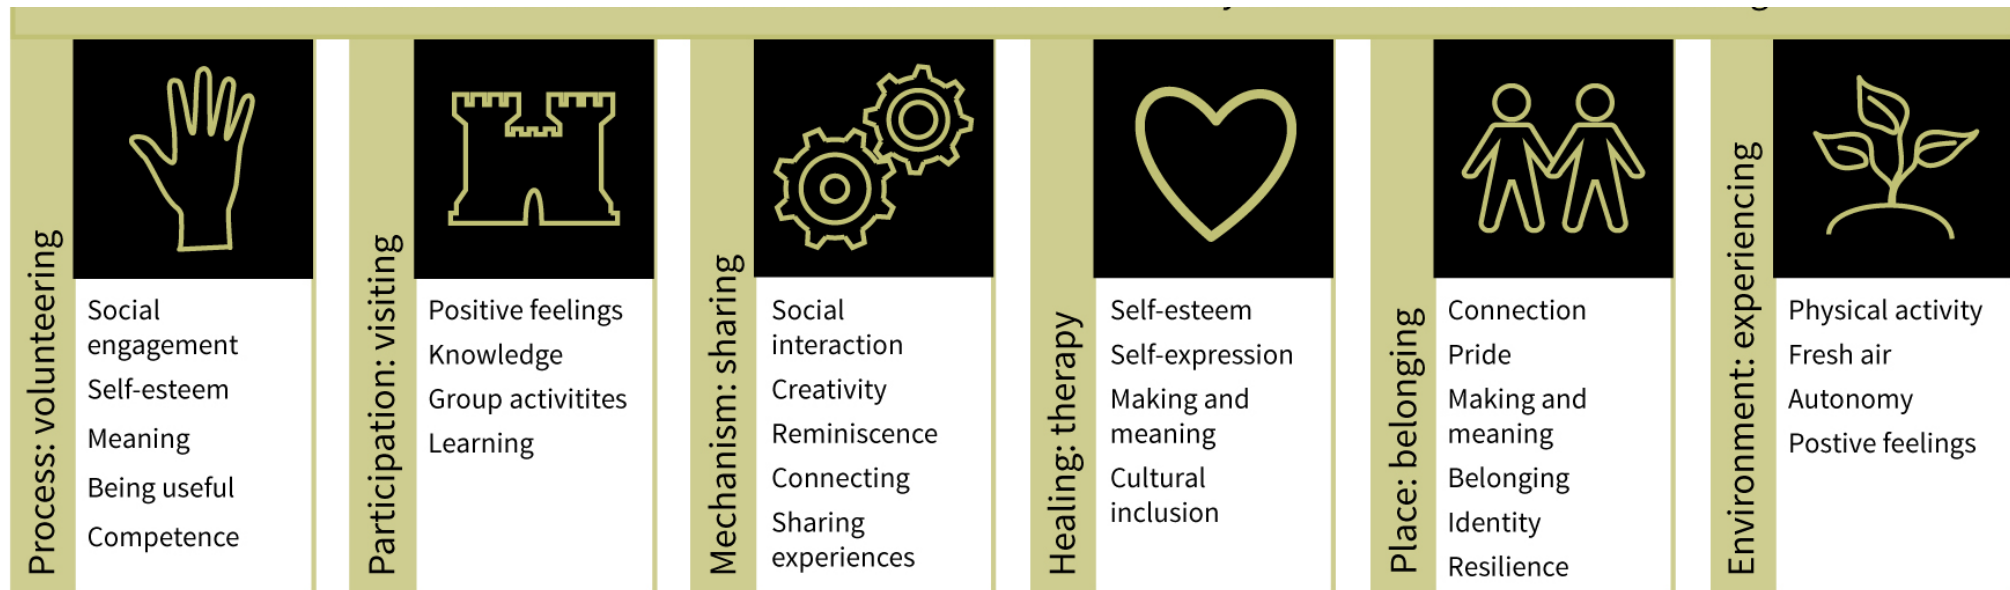 Process: volunteering
Social
engagement
Self-esteem
Meaning
Being useful
Competence
Participation: visiting
Positive feelings
Knowledge
Group activitites
Learning
Mechanism: sharing
Social
interaction
Creativity
Reminiscence
Connecting
Sharing
experiences
Healing: therapy
Self-esteem
Self-expression
Making and
meaning
Cultural
inclusion
Place: belonging
Connection
Pride
Making and
meaning
Belonging
Identity
Resilience
Environment: experiencing
Physical activity
Fresh air
Autonomy
Postive feelings